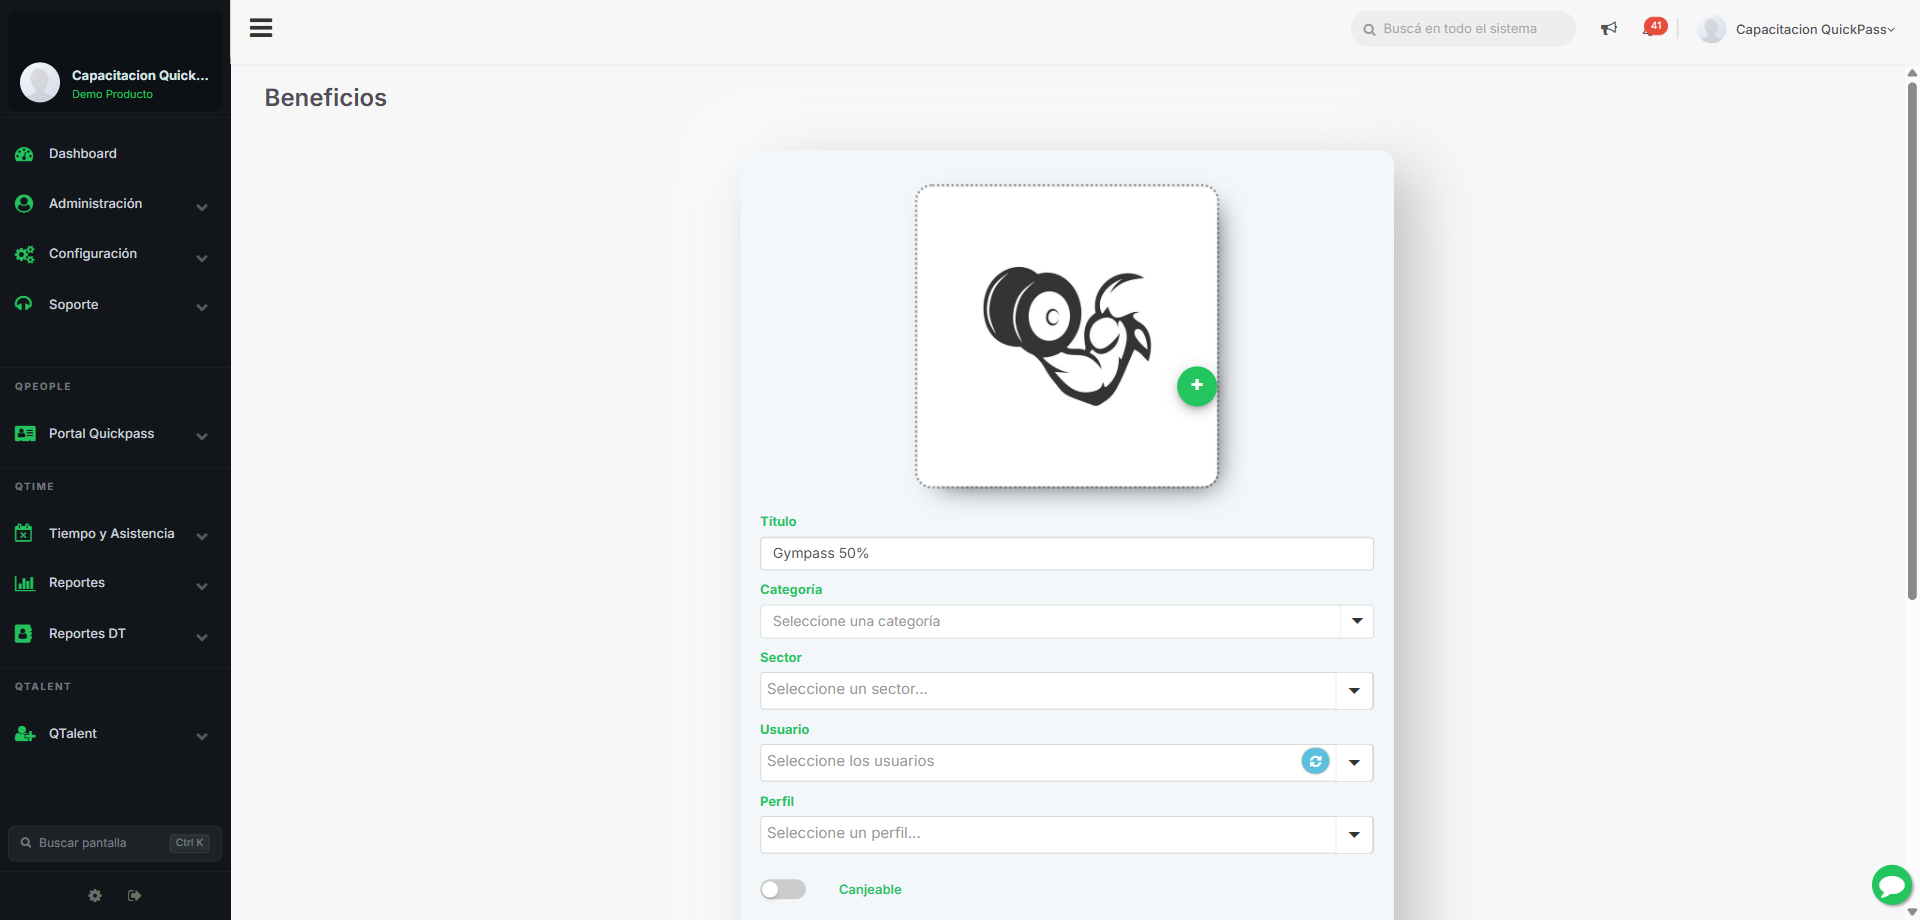 Capacitacion Quick...
Demo Producto
Dashboard
Administración
Configuración
Soporte
QPEOPLE
Portal Quickpass
QTIME
Tiempo y Asistencia
Reportes
Reportes DT
QTALENT
QTalent
Buscar pantalla
Ctrl K
Buscá en todo el sistema
41
Capacitacion QuickPass
Beneficios
Título
Gympass 50%
Categoría
Seleccione una categoría
Sector
Seleccione un sector...
Usuario
Seleccione los usuarios
Perfil
Seleccione un perfil...
Canjeable